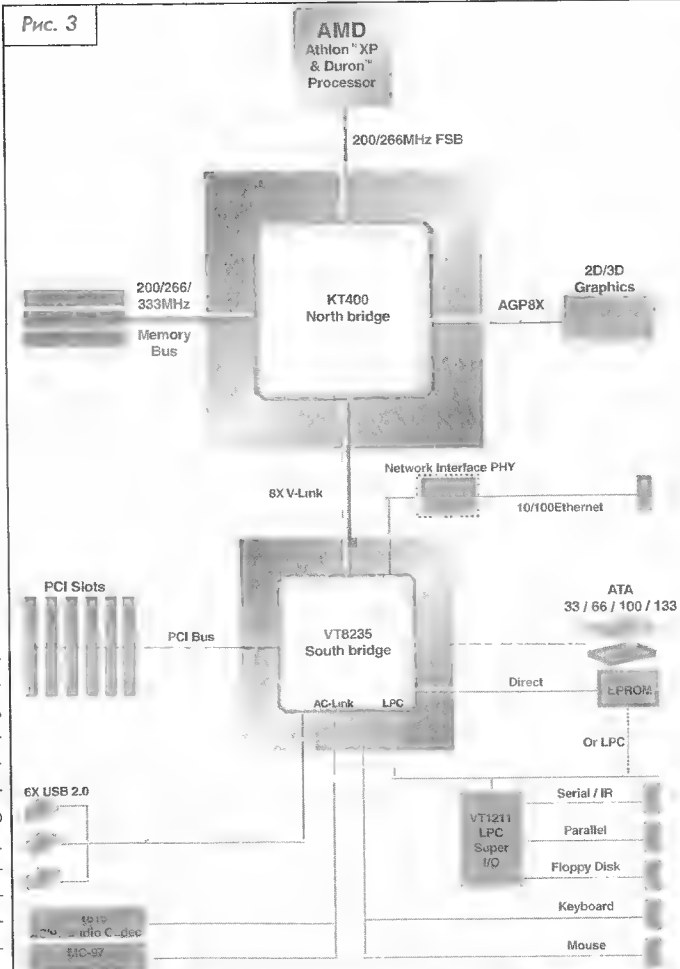 Рис. 3
AMD
Athlon™ XP
& Duron™
Processor
200/266MHz FSB
200/266/
333MHz
Memory
Bus
KT400
North bridge
AGP8X
2D/3D
Graphics
8X V-Link
Network Interface PHY
10/100Ethernet
PCI Slots
PCI Bus
VT8235
South bridge
AC-Link LPC
ATA
33 / 66 / 100 / 133
Direct
EPROM
Or LPC
6X USB 2.0
VT1211
LPC
Super
I/O
Serial / IR
Parallel
Floppy Disk
Keyboard
Mouse
MC-97